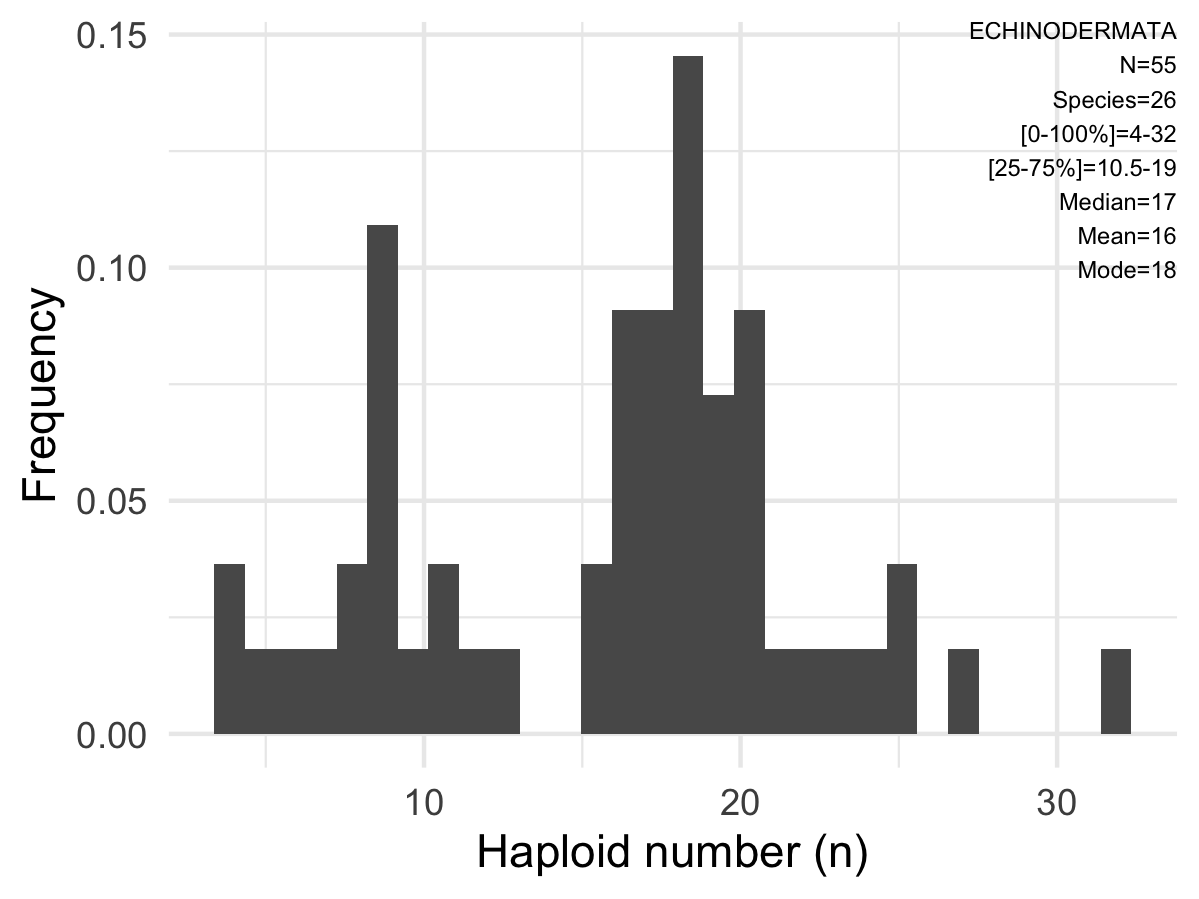 ECHINODERMATA
N=55
Species=26
[0-100%]=4-32
[25-75%]=10.5-19
Median=17
Mean=16
Mode=18
0.15
0.10
0.05
0.00
Frequency
10 20 30
Haploid number (n)